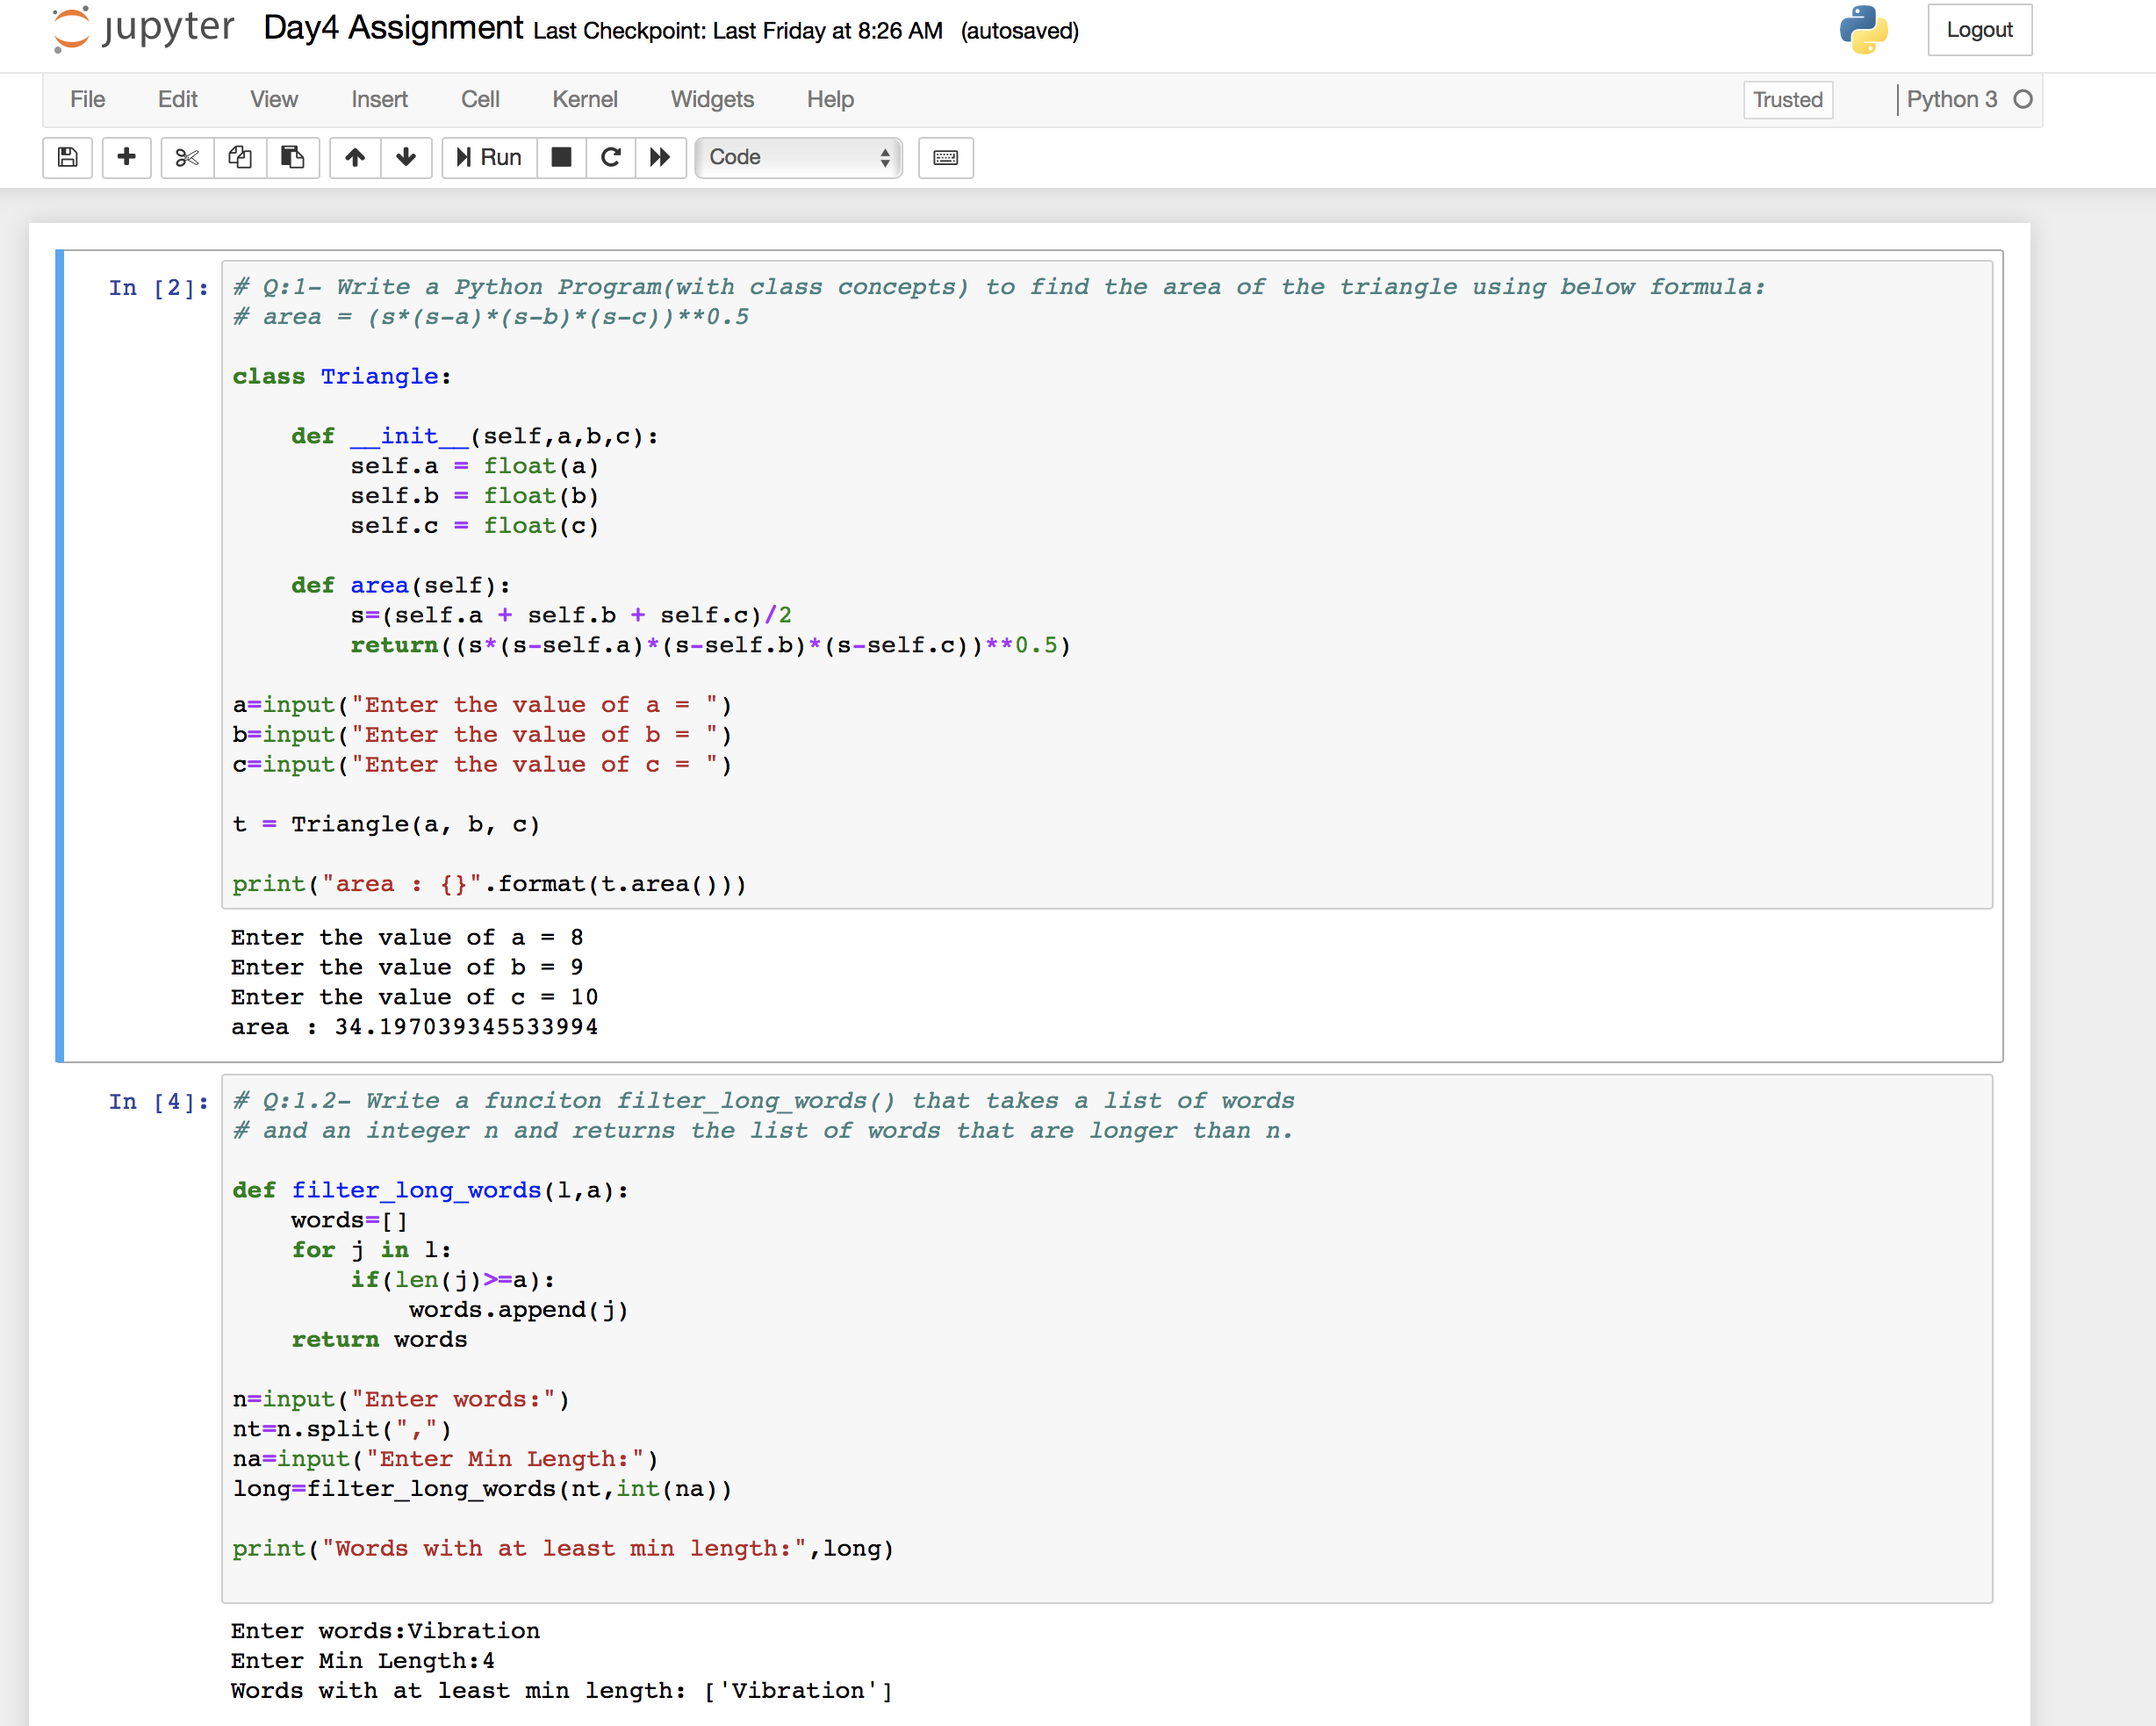 jupyter Day4 Assignment Last Checkpoint: Last Friday at 8:26 AM (autosaved) Logout
File Edit View Insert Cell Kernel Widgets Help Trusted Python 3
Run Code
In [2]:
# Q:1- Write a Python Program(with class concepts) to find the area of the triangle using below formula:
# area = (s*(s-a)*(s-b)*(s-c))**0.5
class Triangle:
    def __init__(self,a,b,c):
        self.a = float(a)
        self.b = float(b)
        self.c = float(c)
    def area(self):
        s=(self.a + self.b + self.c)/2
        return((s*(s-self.a)*(s-self.b)*(s-self.c))**0.5)
a=input("Enter the value of a = ")
b=input("Enter the value of b = ")
c=input("Enter the value of c = ")
t = Triangle(a, b, c)
print("area : {}".format(t.area()))
Enter the value of a = 8
Enter the value of b = 9
Enter the value of c = 10
area : 34.197039345533994
In [4]:
# Q:1.2- Write a funciton filter_long_words() that takes a list of words
# and an integer n and returns the list of words that are longer than n.
def filter_long_words(l,a):
    words=[]
    for j in l:
        if(len(j)>=a):
            words.append(j)
    return words
n=input("Enter words:")
nt=n.split(",")
na=input("Enter Min Length:")
long=filter_long_words(nt,int(na))
print("Words with at least min length:",long)
Enter words:Vibration
Enter Min Length:4
Words with at least min length: ['Vibration']